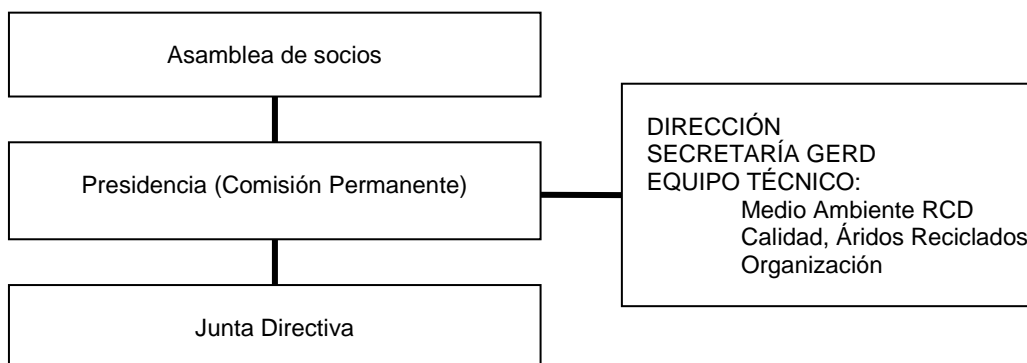 Asamblea de socios
Presidencia (Comisión Permanente)
Junta Directiva
DIRECCIÓN
SECRETARÍA GERD
EQUIPO TÉCNICO:
Medio Ambiente RCD
Calidad, Áridos Reciclados
Organización